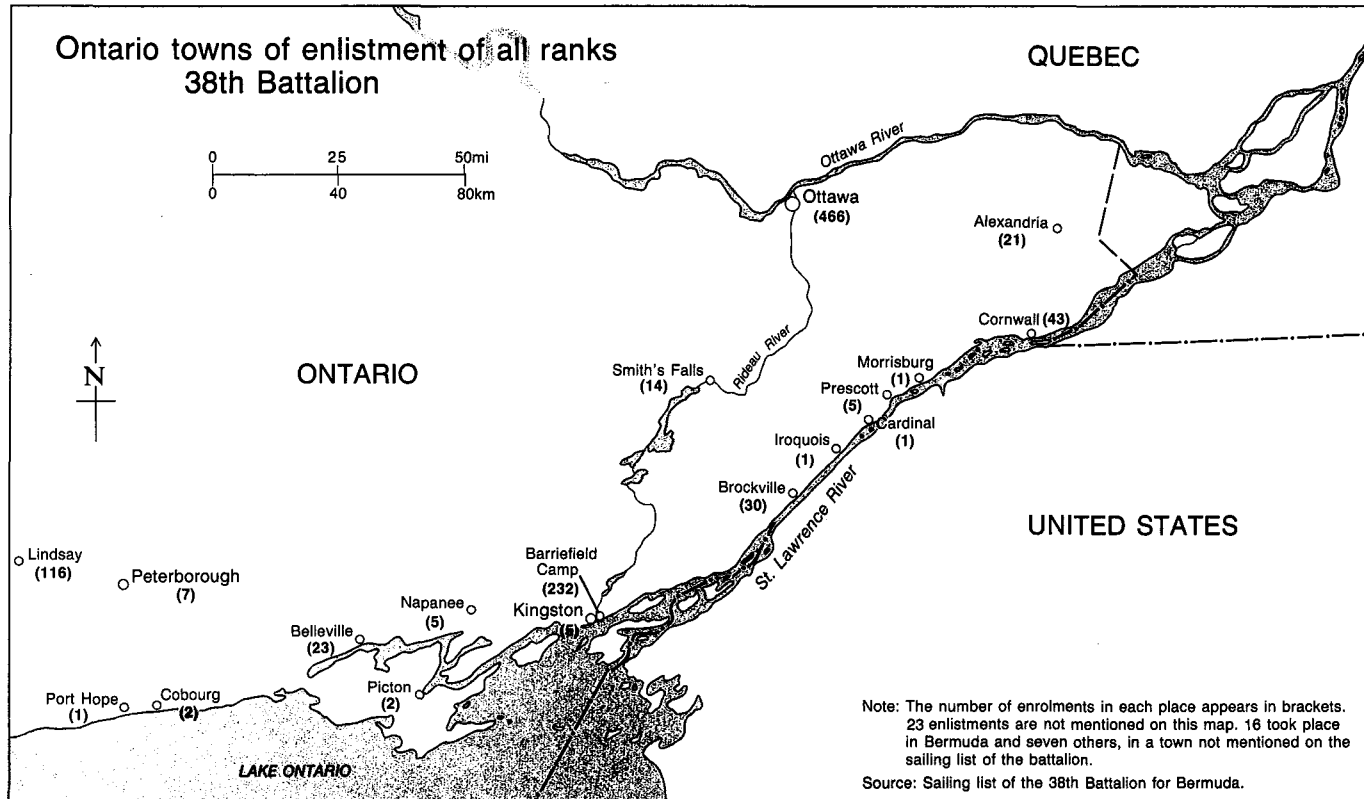 Ontario towns of enlistment of all ranks
38th Battalion
QUEBEC
0 25 50mi
0 40 80km
Ottawa River
Ottawa
(466)
Alexandria
(21)
Cornwall (43)
N
ONTARIO
Smith's Falls
(14)
Rideau River
Morrisburg
(1)
Prescott
(5)
Cardinal
(1)
Iroquois
(1)
Brockville
(30)
St. Lawrence River
UNITED STATES
Lindsay
(116)
Peterborough
(7)
Barriefield
Camp
(232)
Napanee
(5)
Kingston
(5)
Belleville
(23)
Picton
(2)
Port Hope
(1)
Cobourg
(2)
LAKE ONTARIO
Note: The number of enrolments in each place appears in brackets.
23 enlistments are not mentioned on this map. 16 took place
in Bermuda and seven others, in a town not mentioned on the
sailing list of the battalion.
Source: Sailing list of the 38th Battalion for Bermuda.